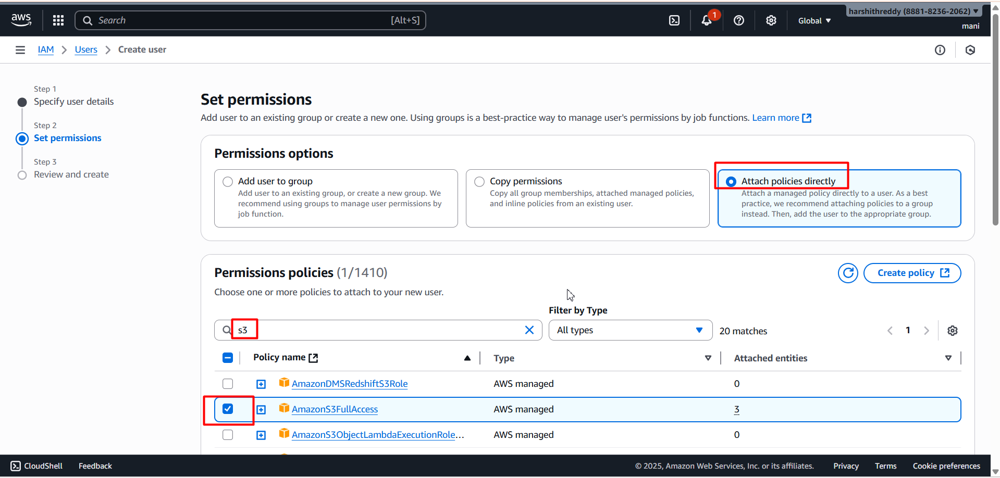 aws
Search
[Alt+S]
1
Global
harshithreddy (8881-8236-2062)
mani
IAM
Users
Create user
Step 1
Specify user details
Step 2
Set permissions
Step 3
Review and create
Set permissions
Add user to an existing group or create a new one. Using groups is a best-practice way to manage user's permissions by job functions. Learn more
Permissions options
Add user to group
Add user to an existing group, or create a new group. We
recommend using groups to manage user permissions by
job function.
Copy permissions
Copy all group memberships, attached managed policies,
and inline policies from an existing user.
Attach policies directly
Attach a managed policy directly to a user. As a best
practice, we recommend attaching policies to a group
instead. Then, add the user to the appropriate group.
Permissions policies (1/1410)
Create policy
Choose one or more policies to attach to your new user.
Filter by Type
s3
All types
20 matches
1
Policy name
Type
Attached entities
AmazonDMSRedshiftS3Role
AWS managed
0
AmazonS3FullAccess
AWS managed
3
AmazonS3ObjectLambdaExecutionRole...
AWS managed
0
CloudShell
Feedback
© 2025, Amazon Web Services, Inc. or its affiliates.
Privacy
Terms
Cookie preferences